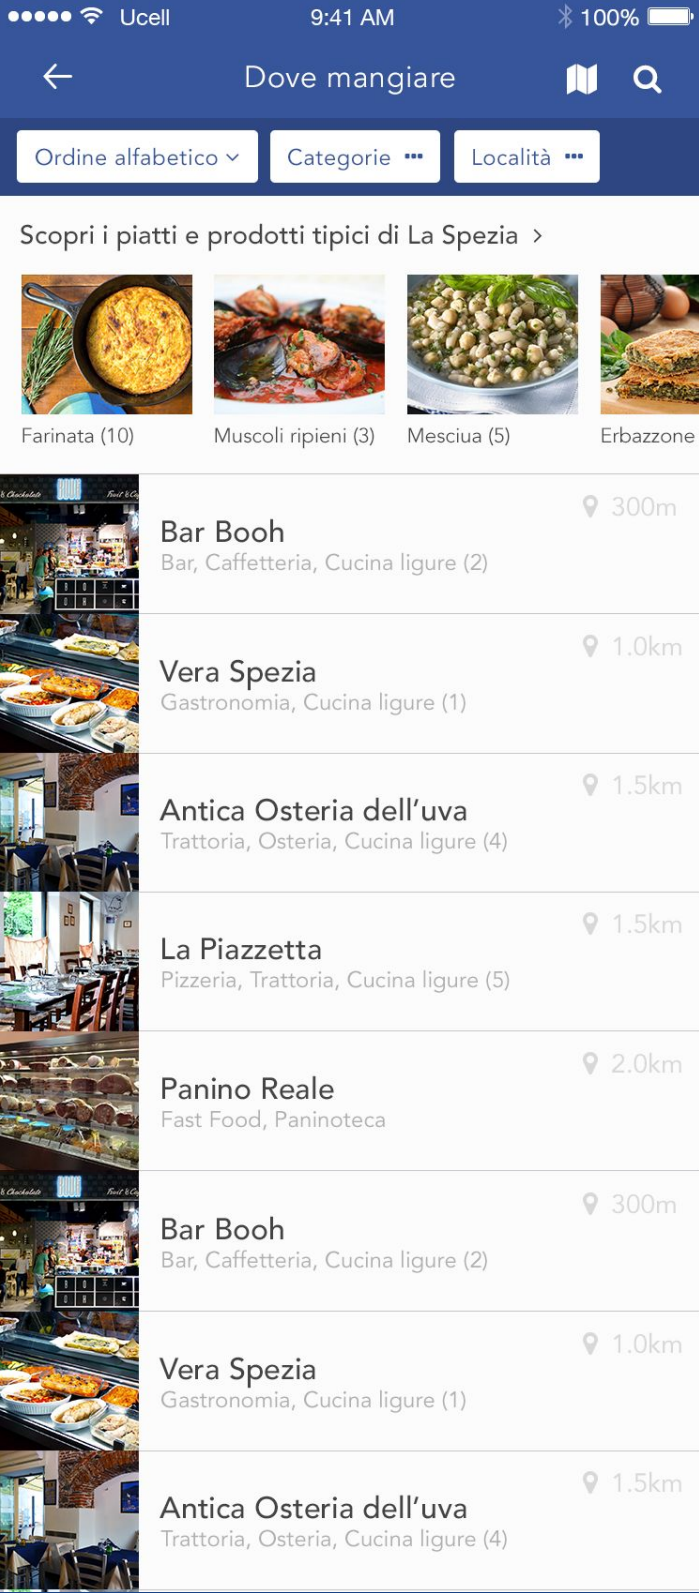 Ucell 9:41 AM 100%
Dove mangiare
Ordine alfabetico Categorie ••• Località •••
Scopri i piatti e prodotti tipici di La Spezia >
Farinata (10) Muscoli ripieni (3) Mesciua (5) Erbazzone
300m
Bar Booh
Bar, Caffetteria, Cucina ligure (2)
1.0km
Vera Spezia
Gastronomia, Cucina ligure (1)
1.5km
Antica Osteria dell’uva
Trattoria, Osteria, Cucina ligure (4)
1.5km
La Piazzetta
Pizzeria, Trattoria, Cucina ligure (5)
2.0km
Panino Reale
Fast Food, Paninoteca
300m
Bar Booh
Bar, Caffetteria, Cucina ligure (2)
1.0km
Vera Spezia
Gastronomia, Cucina ligure (1)
1.5km
Antica Osteria dell’uva
Trattoria, Osteria, Cucina ligure (4)